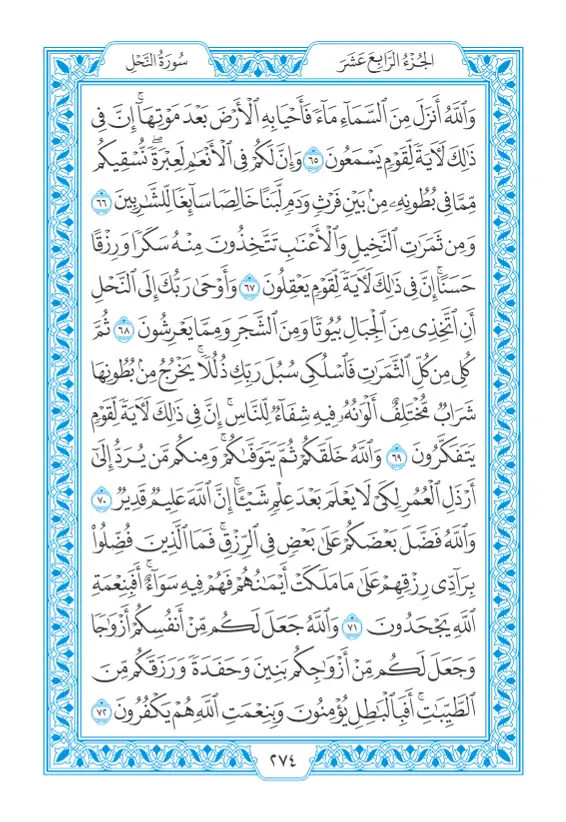 الجُزْءُ الرَّابِعَ عَشَرَ
سُورَةُ النَّحْلِ
وَٱللَّهُ أَنزَلَ مِنَ ٱلسَّمَآءِ مَآءً فَأَحْيَا بِهِ ٱلْأَرْضَ بَعْدَ مَوْتِهَآ ۚ إِنَّ فِى
ذَٰلِكَ لَءَايَةً لِّقَوْمٍ يَسْمَعُونَ ٦٥ وَإِنَّ لَكُمْ فِى ٱلْأَنْعَٰمِ لَعِبْرَةً ۖ نُّسْقِيكُم
مِّمَّا فِى بُطُونِهِۦ مِنۢ بَيْنِ فَرْثٍ وَدَمٍ لَّبَنًا خَالِصًا سَآئِغًا لِّلشَّٰرِبِينَ ٦٦
وَمِن ثَمَرَٰتِ ٱلنَّخِيلِ وَٱلْأَعْنَٰبِ تَتَّخِذُونَ مِنْهُ سَكَرًا وَرِزْقًا
حَسَنًا ۗ إِنَّ فِى ذَٰلِكَ لَءَايَةً لِّقَوْمٍ يَعْقِلُونَ ٦٧ وَأَوْحَىٰ رَبُّكَ إِلَى ٱلنَّحْلِ
أَنِ ٱتَّخِذِى مِنَ ٱلْجِبَالِ بُيُوتًا وَمِنَ ٱلشَّجَرِ وَمِمَّا يَعْرِشُونَ ٦٨ ثُمَّ
كُلِى مِن كُلِّ ٱلثَّمَرَٰتِ فَٱسْلُكِى سُبُلَ رَبِّكِ ذُلُلًا ۚ يَخْرُجُ مِنۢ بُطُونِهَا
شَرَابٌ مُّخْتَلِفٌ أَلْوَٰنُهُۥ فِيهِ شِفَآءٌ لِّلنَّاسِ ۗ إِنَّ فِى ذَٰلِكَ لَءَايَةً لِّقَوْمٍ
يَتَفَكَّرُونَ ٦٩ وَٱللَّهُ خَلَقَكُمْ ثُمَّ يَتَوَفَّىٰكُمْ ۚ وَمِنكُم مَّن يُرَدُّ إِلَىٰٓ
أَرْذَلِ ٱلْعُمُرِ لِكَىْ لَا يَعْلَمَ بَعْدَ عِلْمٍ شَيْـًٔا ۚ إِنَّ ٱللَّهَ عَلِيمٌ قَدِيرٌ ٧٠
وَٱللَّهُ فَضَّلَ بَعْضَكُمْ عَلَىٰ بَعْضٍ فِى ٱلرِّزْقِ ۚ فَمَا ٱلَّذِينَ فُضِّلُوا۟
بِرَآدِّى رِزْقِهِمْ عَلَىٰ مَا مَلَكَتْ أَيْمَٰنُهُمْ فَهُمْ فِيهِ سَوَآءٌ ۚ أَفَبِنِعْمَةِ
ٱللَّهِ يَجْحَدُونَ ٧١ وَٱللَّهُ جَعَلَ لَكُم مِّنْ أَنفُسِكُمْ أَزْوَٰجًا
وَجَعَلَ لَكُم مِّنْ أَزْوَٰجِكُم بَنِينَ وَحَفَدَةً وَرَزَقَكُم مِّنَ
ٱلطَّيِّبَٰتِ ۚ أَفَبِٱلْبَٰطِلِ يُؤْمِنُونَ وَبِنِعْمَتِ ٱللَّهِ هُمْ يَكْفُرُونَ ٧٢
٢٧٤